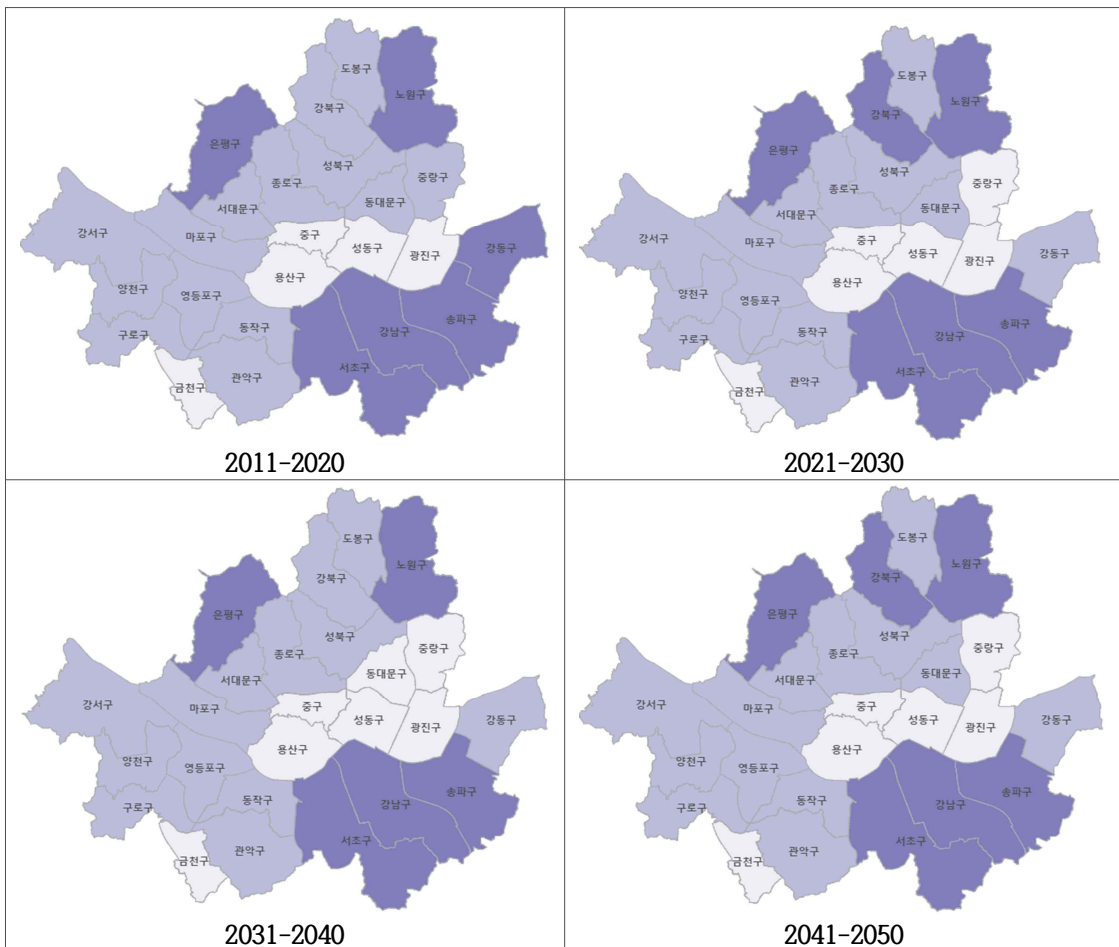 도봉구
노원구
강북구
은평구
성북구
중랑구
종로구
서대문구
동대문구
강서구
마포구
중구
성동구
광진구
강동구
용산구
양천구
영등포구
송파구
구로구
동작구
강남구
서초구
금천구
관악구
2011-2020
도봉구
노원구
강북구
은평구
성북구
중랑구
종로구
서대문구
동대문구
강서구
마포구
중구
성동구
광진구
강동구
용산구
양천구
영등포구
송파구
구로구
동작구
강남구
서초구
금천구
관악구
2021-2030
도봉구
노원구
강북구
은평구
성북구
중랑구
종로구
서대문구
동대문구
강서구
마포구
중구
성동구
광진구
강동구
용산구
양천구
영등포구
송파구
구로구
동작구
강남구
서초구
금천구
관악구
2031-2040
도봉구
노원구
강북구
은평구
성북구
중랑구
종로구
서대문구
동대문구
강서구
마포구
중구
성동구
광진구
강동구
용산구
양천구
영등포구
송파구
구로구
동작구
강남구
서초구
금천구
관악구
2041-2050